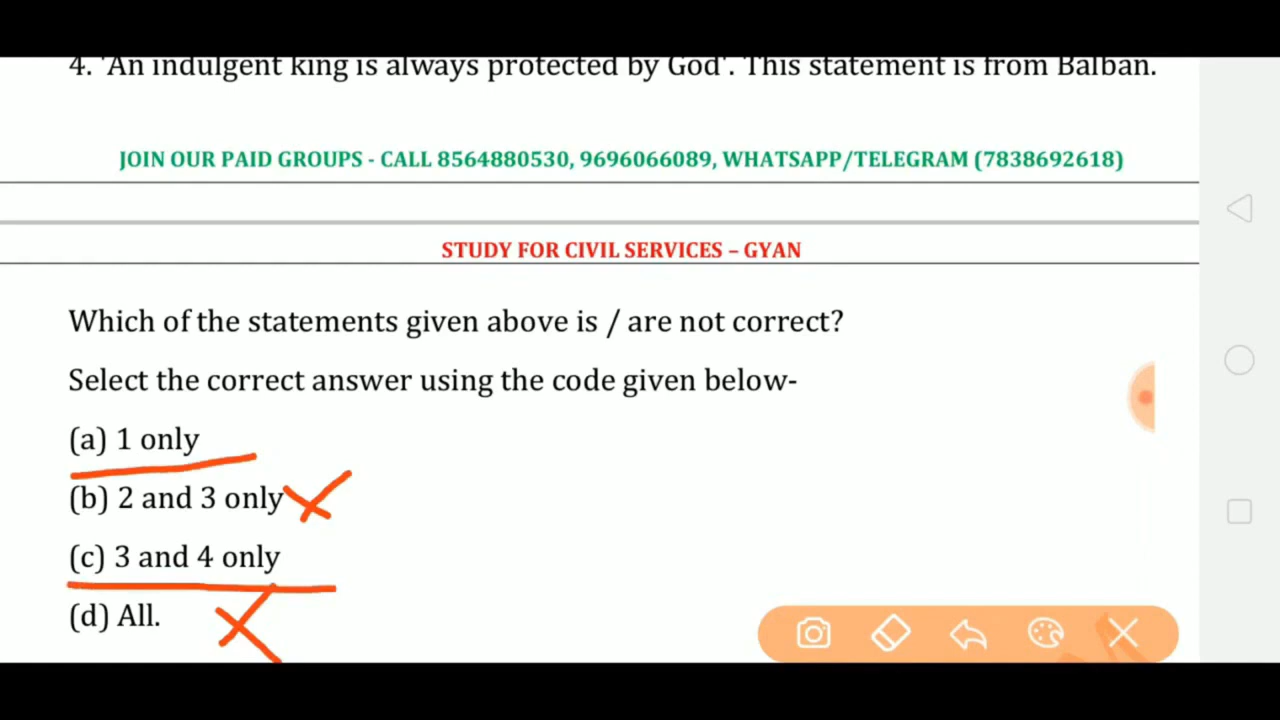 4. 'An indulgent king is always protected by God'. This statement is from Balban.
JOIN OUR PAID GROUPS - CALL 8564880530, 9696066089, WHATSAPP/TELEGRAM (7838692618)
STUDY FOR CIVIL SERVICES – GYAN
Which of the statements given above is / are not correct?
Select the correct answer using the code given below-
(a) 1 only
(b) 2 and 3 only
(c) 3 and 4 only
(d) All.